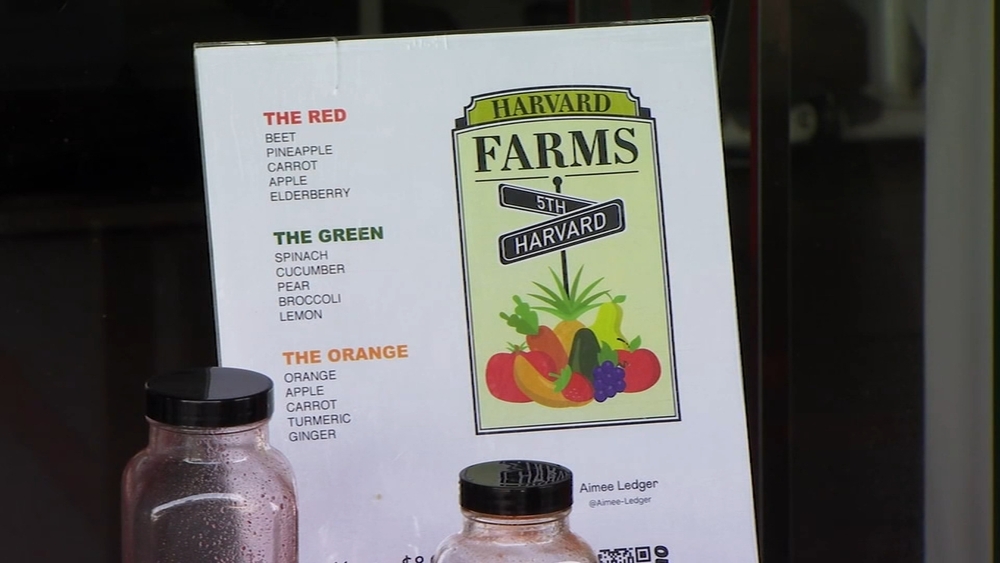 THE RED
BEET
PINEAPPLE
CARROT
APPLE
ELDERBERRY
THE GREEN
SPINACH
CUCUMBER
PEAR
BROCCOLI
LEMON
THE ORANGE
ORANGE
APPLE
CARROT
TURMERIC
GINGER
HARVARD
FARMS
5TH
HARVARD
Aimee Ledger
@Aimee-Ledger